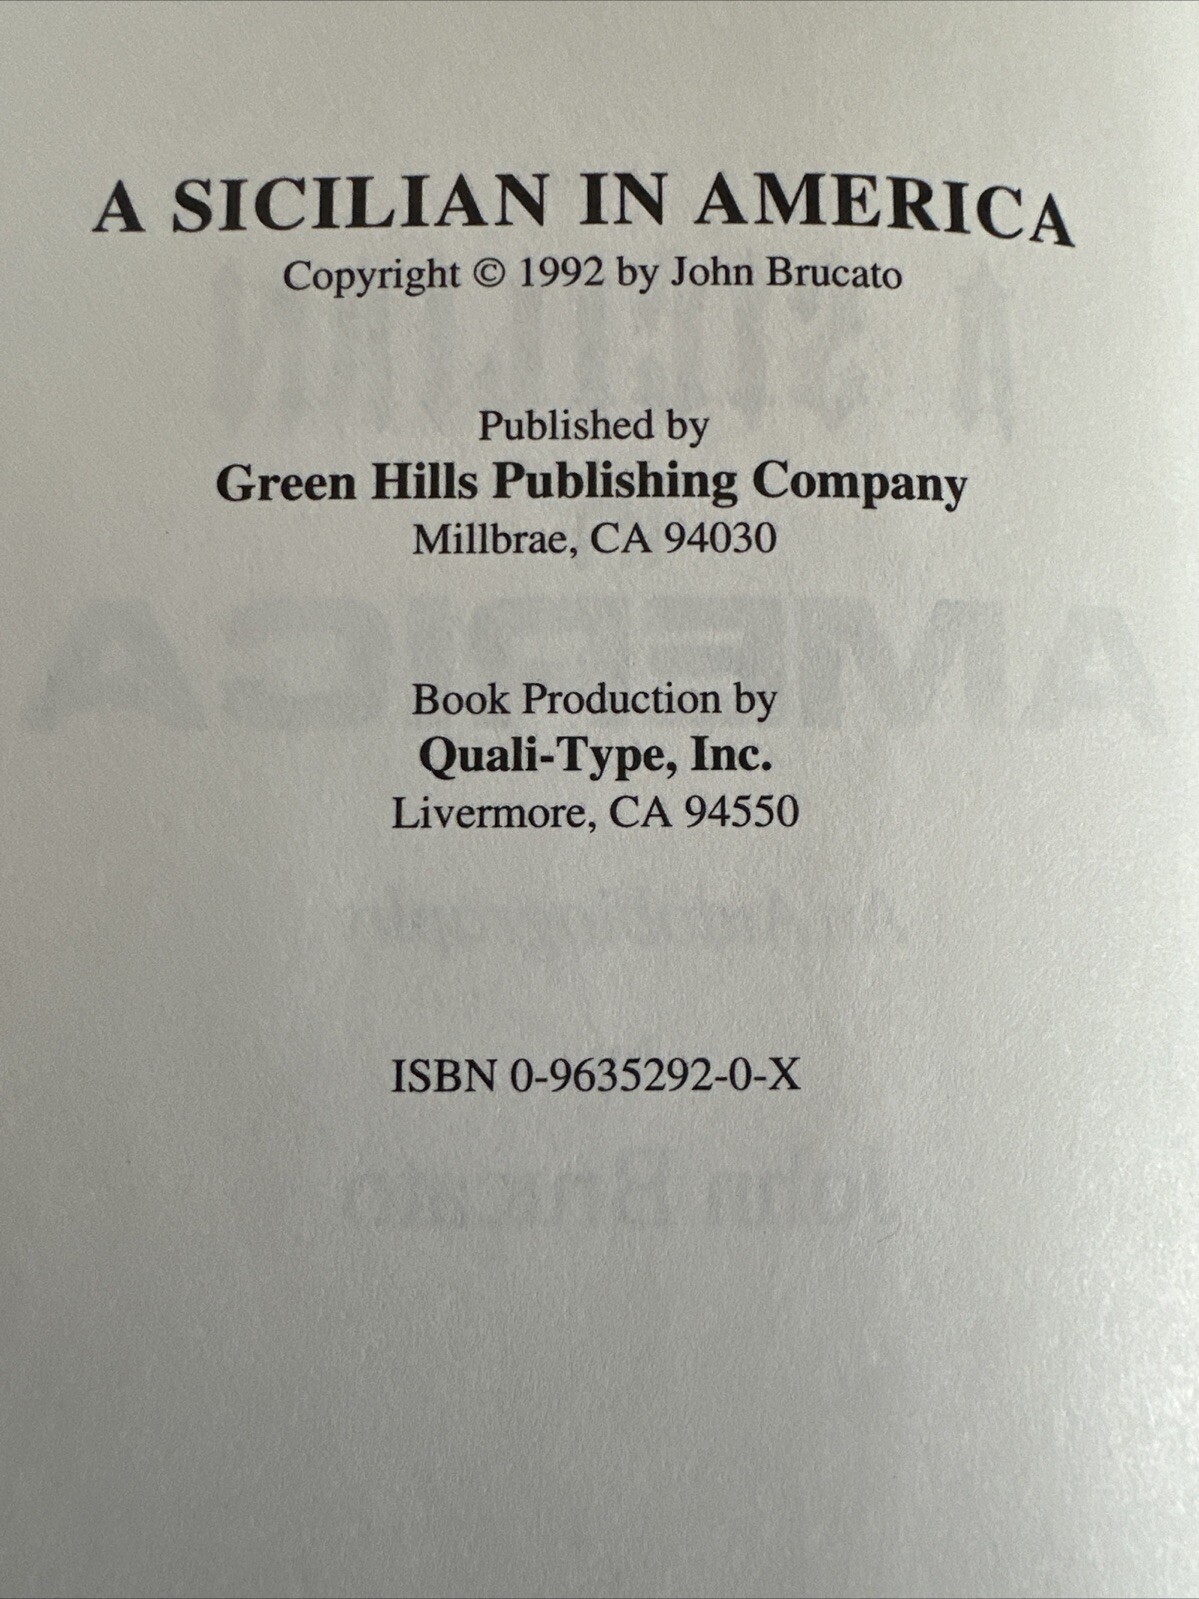 A SICILIAN IN AMERICA
Copyright © 1992 by John Brucato
Published by
Green Hills Publishing Company
Millbrae, CA 94030
Book Production by
Quali-Type, Inc.
Livermore, CA 94550
ISBN 0-9635292-0-X